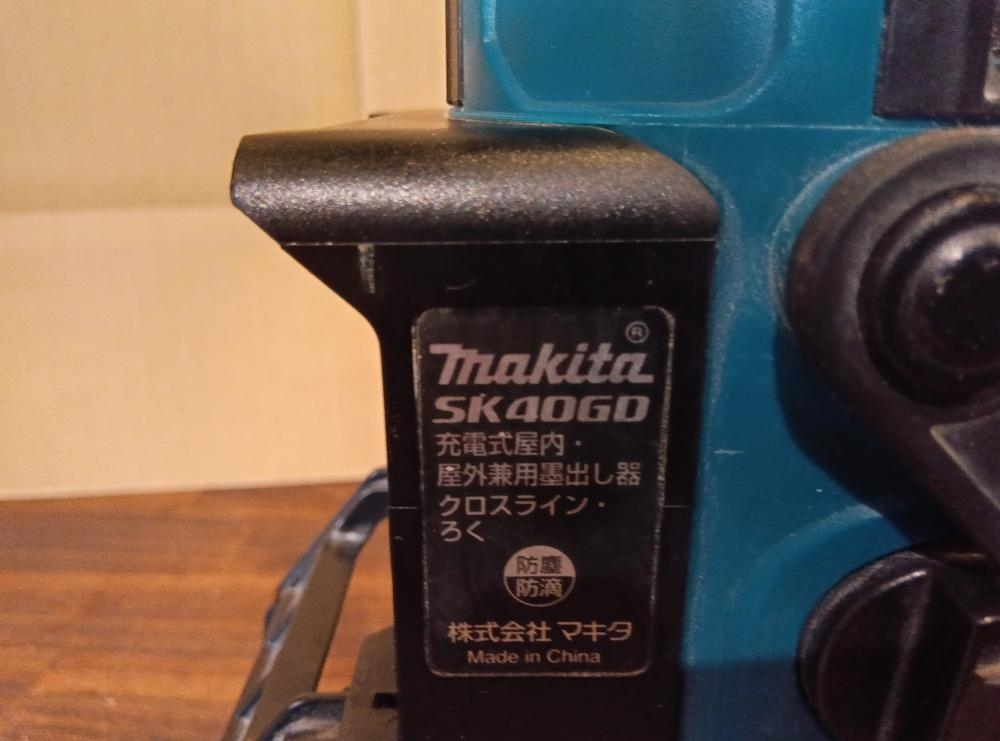 makita®
SK40GD
充電式屋内・
屋外兼用墨出し器
クロスライン・
ろく
防塵
防滴
株式会社 マキタ
Made in China